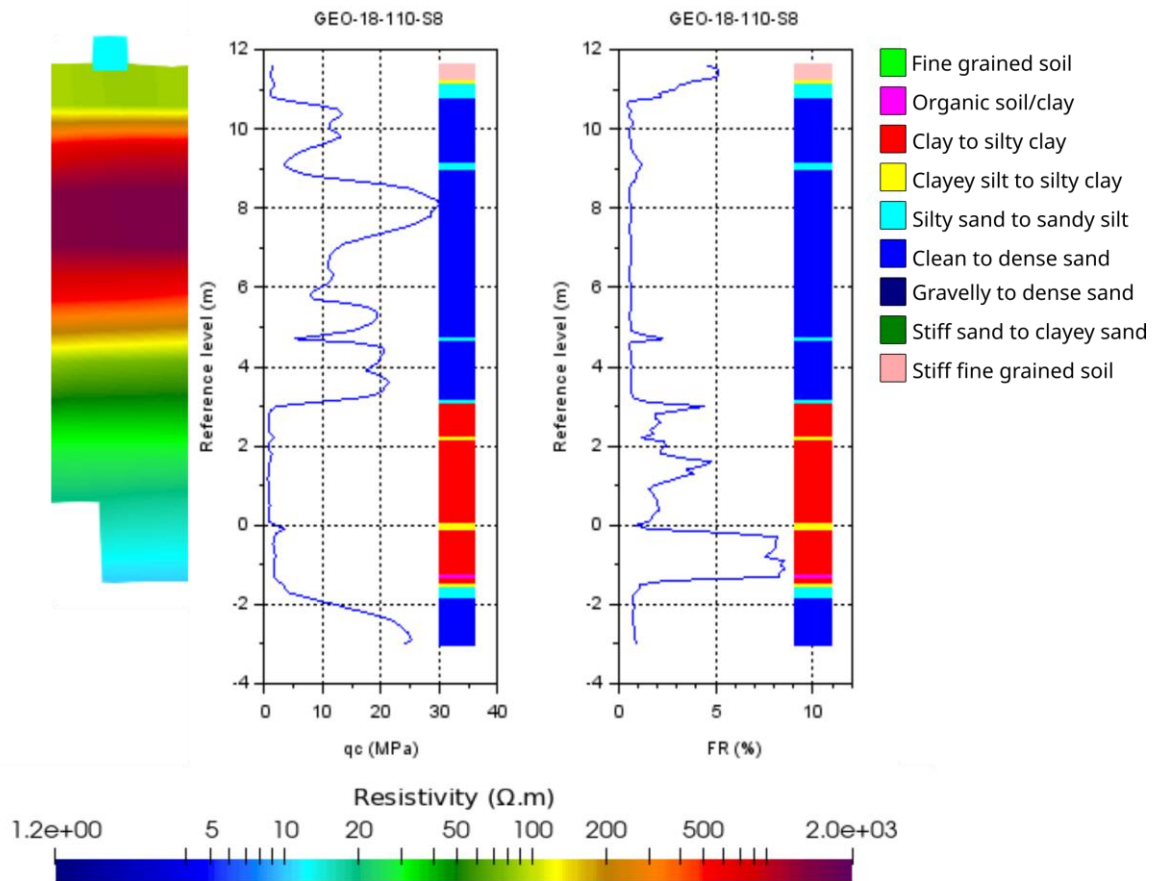 GEO-18-110-S8
GEO-18-110-S8
12
10
8
6
4
2
0
-2
-4
Reference level (m)
0 10 20 30 40
qc (MPa)
12
10
8
6
4
2
0
-2
-4
Reference level (m)
0 5 10
FR (%)
Fine grained soil
Organic soil/clay
Clay to silty clay
Clayey silt to silty clay
Silty sand to sandy silt
Clean to dense sand
Gravelly to dense sand
Stiff sand to clayey sand
Stiff fine grained soil
Resistivity (Ω.m)
1.2e+00 5 10 20 50 100 200 500 2.0e+03